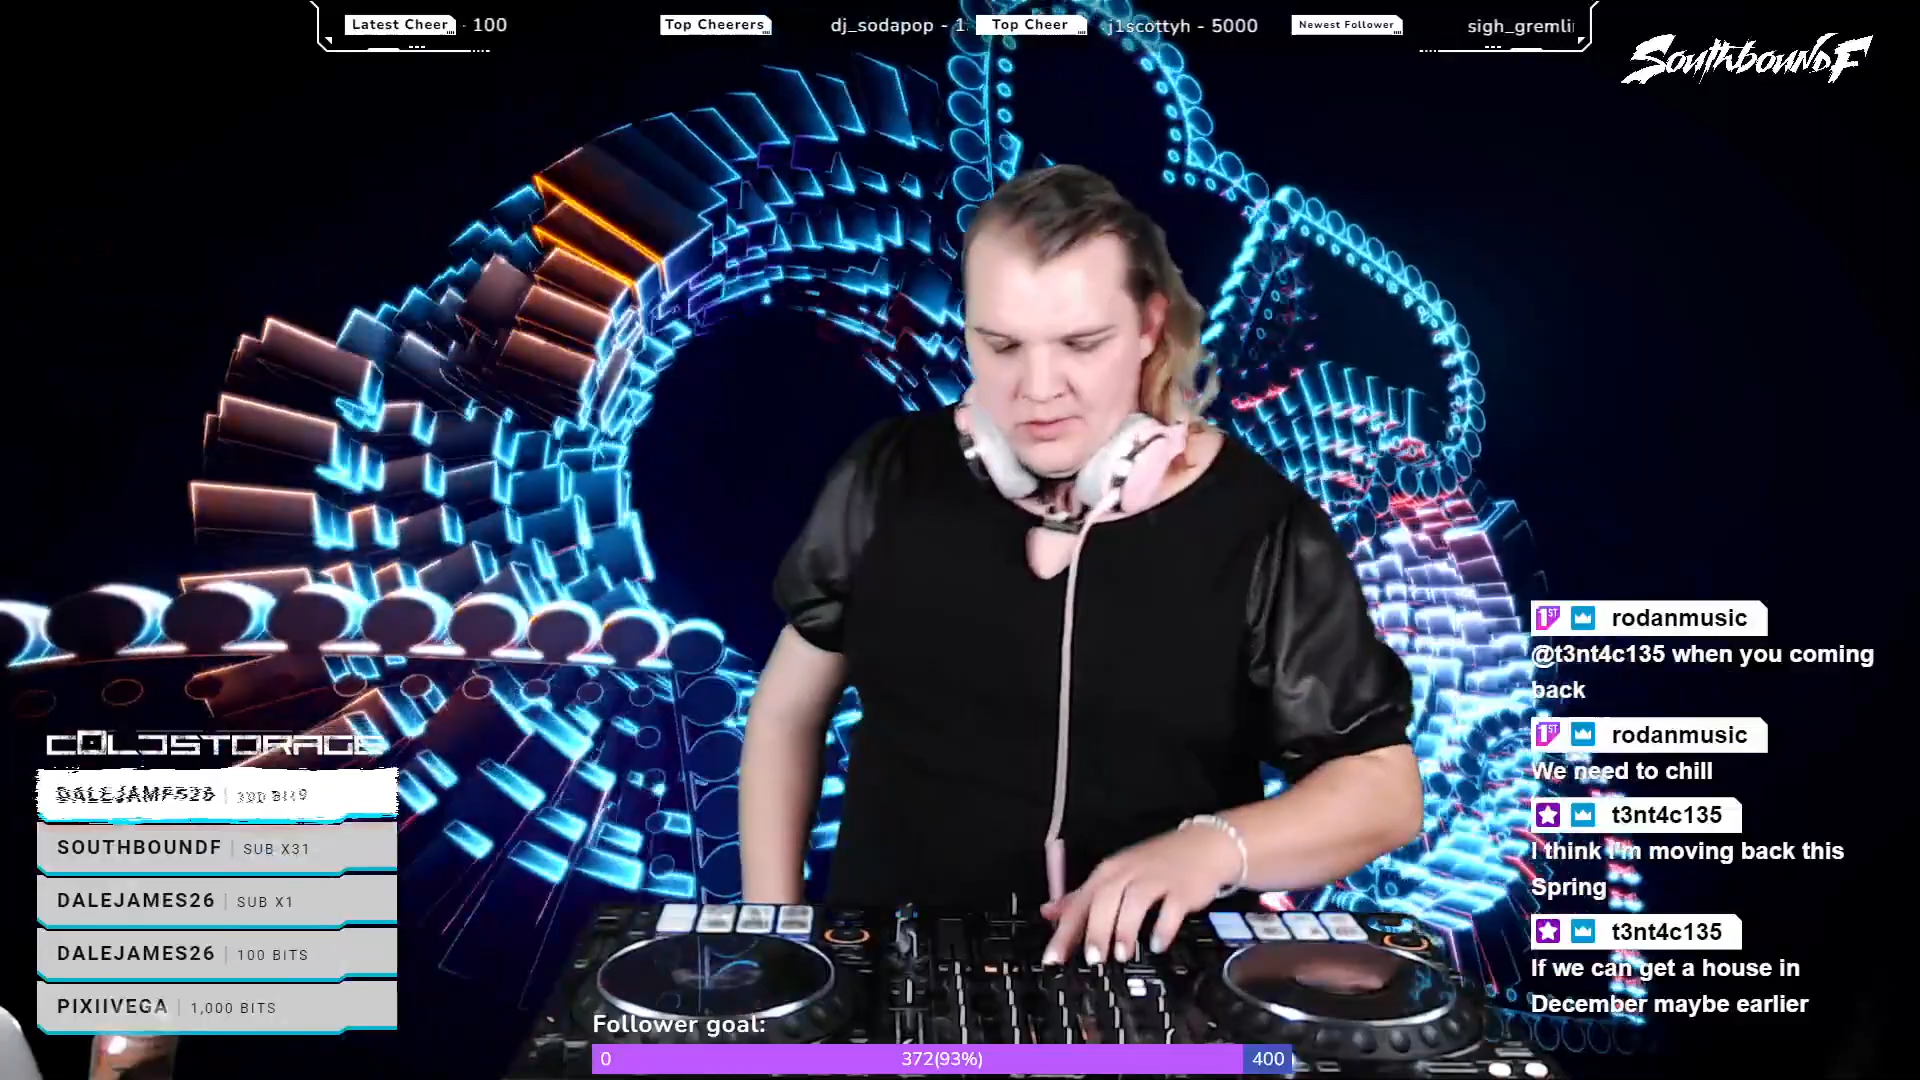 Latest Cheer - 100
Top Cheerers dj_sodapop - 1
Top Cheer j1scottyh - 5000
Newest Follower sigh_gremli
SouthboundF
rodanmusic
@t3nt4c135 when you coming
back
rodanmusic
We need to chill
t3nt4c135
I think I'm moving back this
Spring
t3nt4c135
If we can get a house in
December maybe earlier
COLDSTORAGE
DALEJAMES26 |
SOUTHBOUNDF | SUB X31
DALEJAMES26 | SUB X1
DALEJAMES26 | 100 BITS
PIXIIVEGA | 1,000 BITS
Follower goal:
0 372(93%) 400